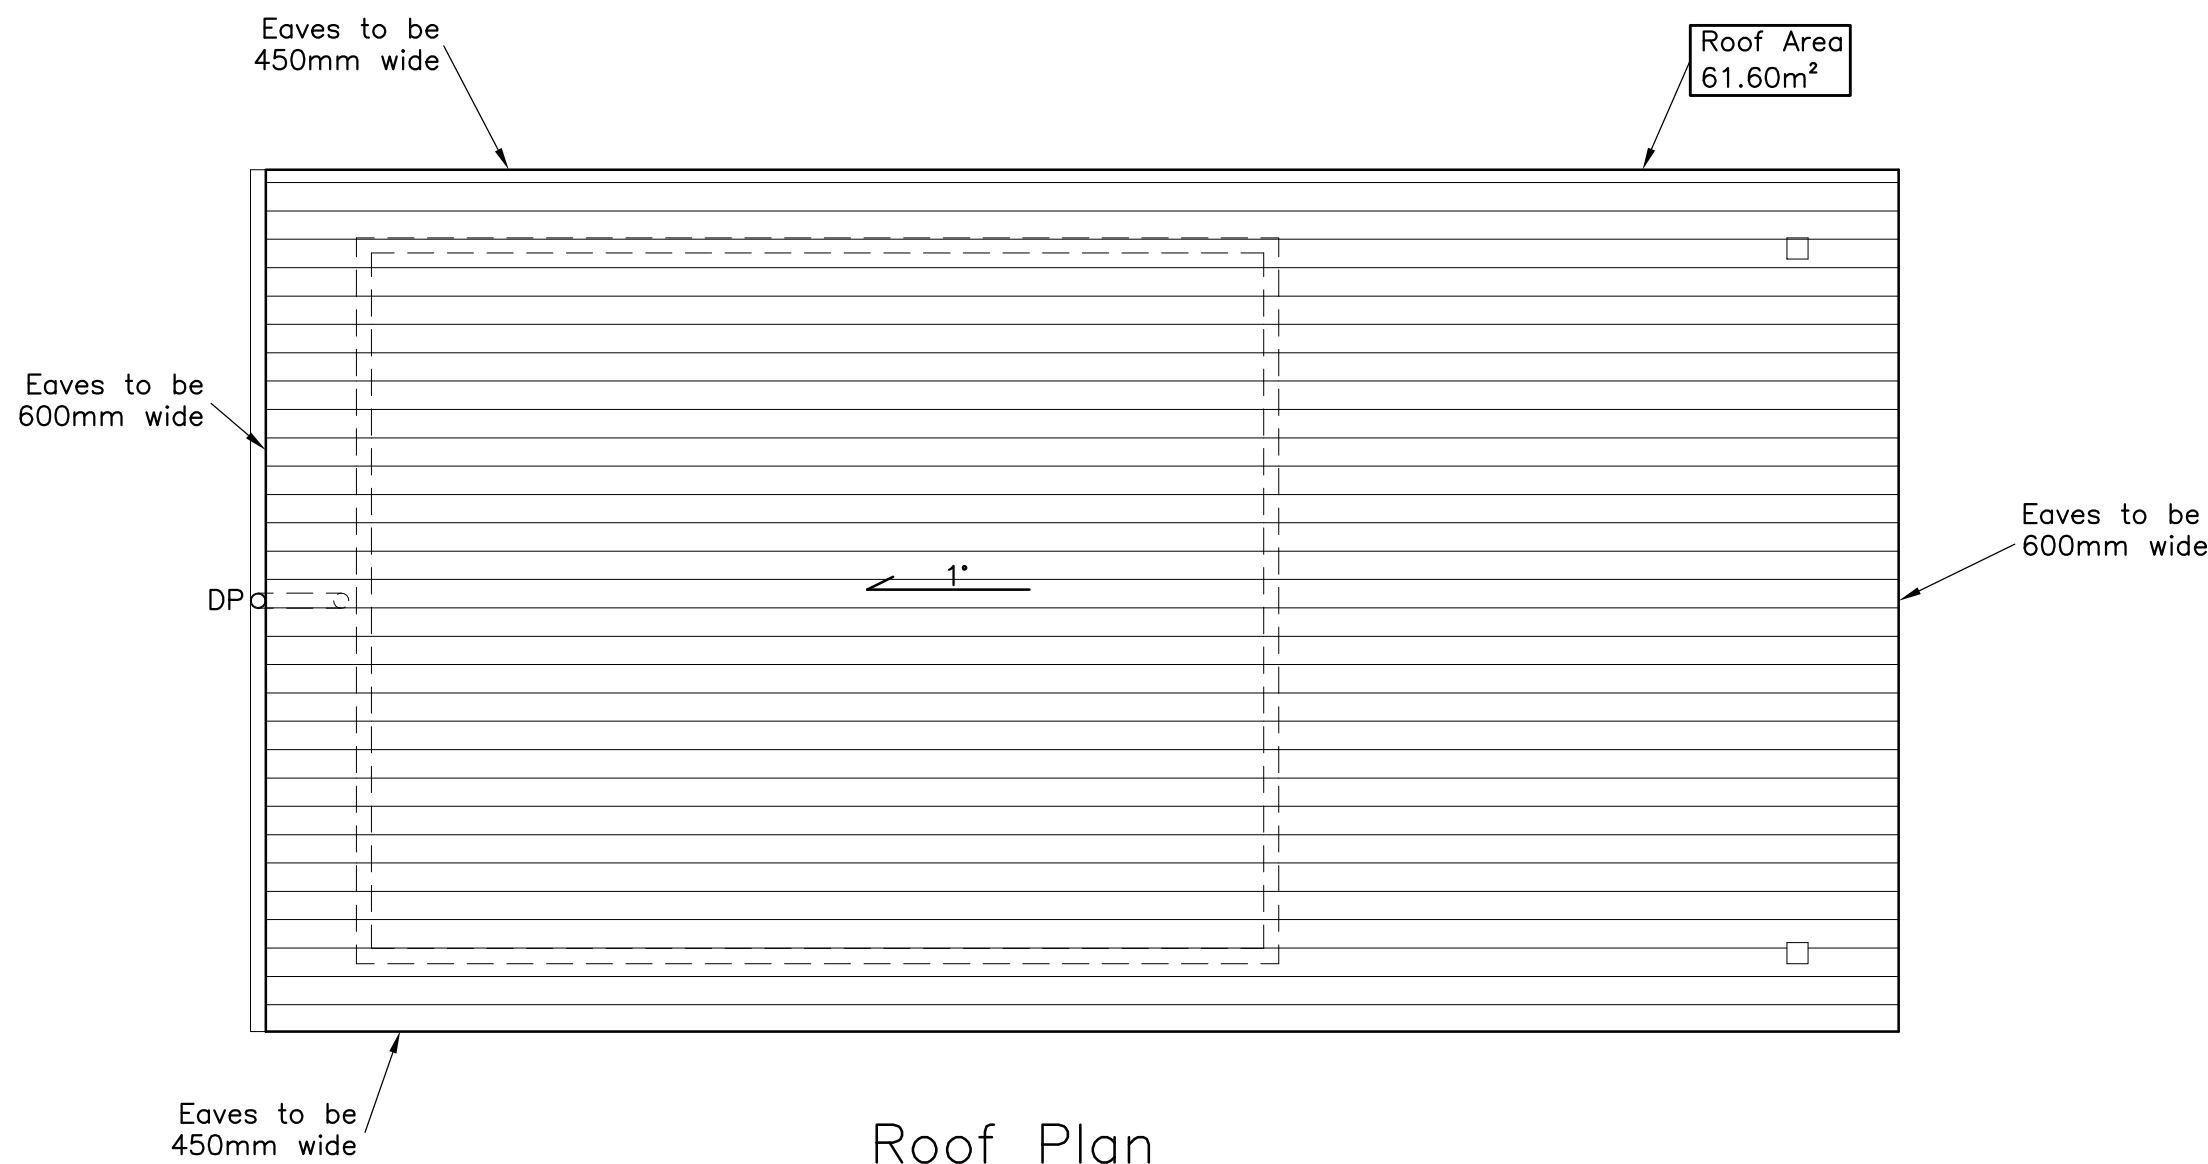 Eaves to be
450mm wide
Roof Area
61.60m²
Eaves to be
600mm wide
Eaves to be
600mm wide
1°
DP
Eaves to be
450mm wide
Roof Plan